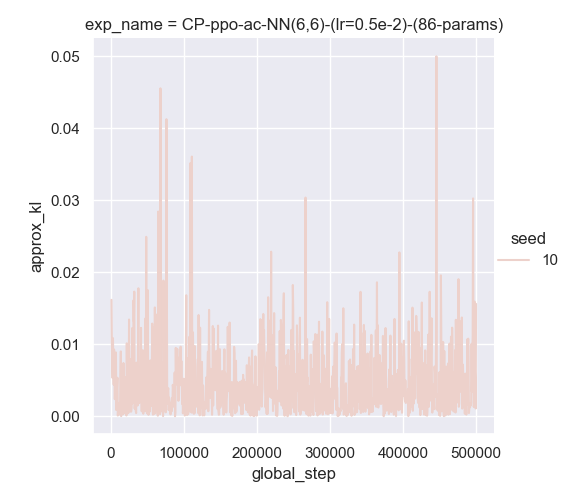 exp_name = CP-ppo-ac-NN(6,6)-(lr=0.5e-2)-(86-params)
0.05
0.04
0.03
0.02
0.01
0.00
approx_kl
0 100000 200000 300000 400000 500000
global_step
seed
10